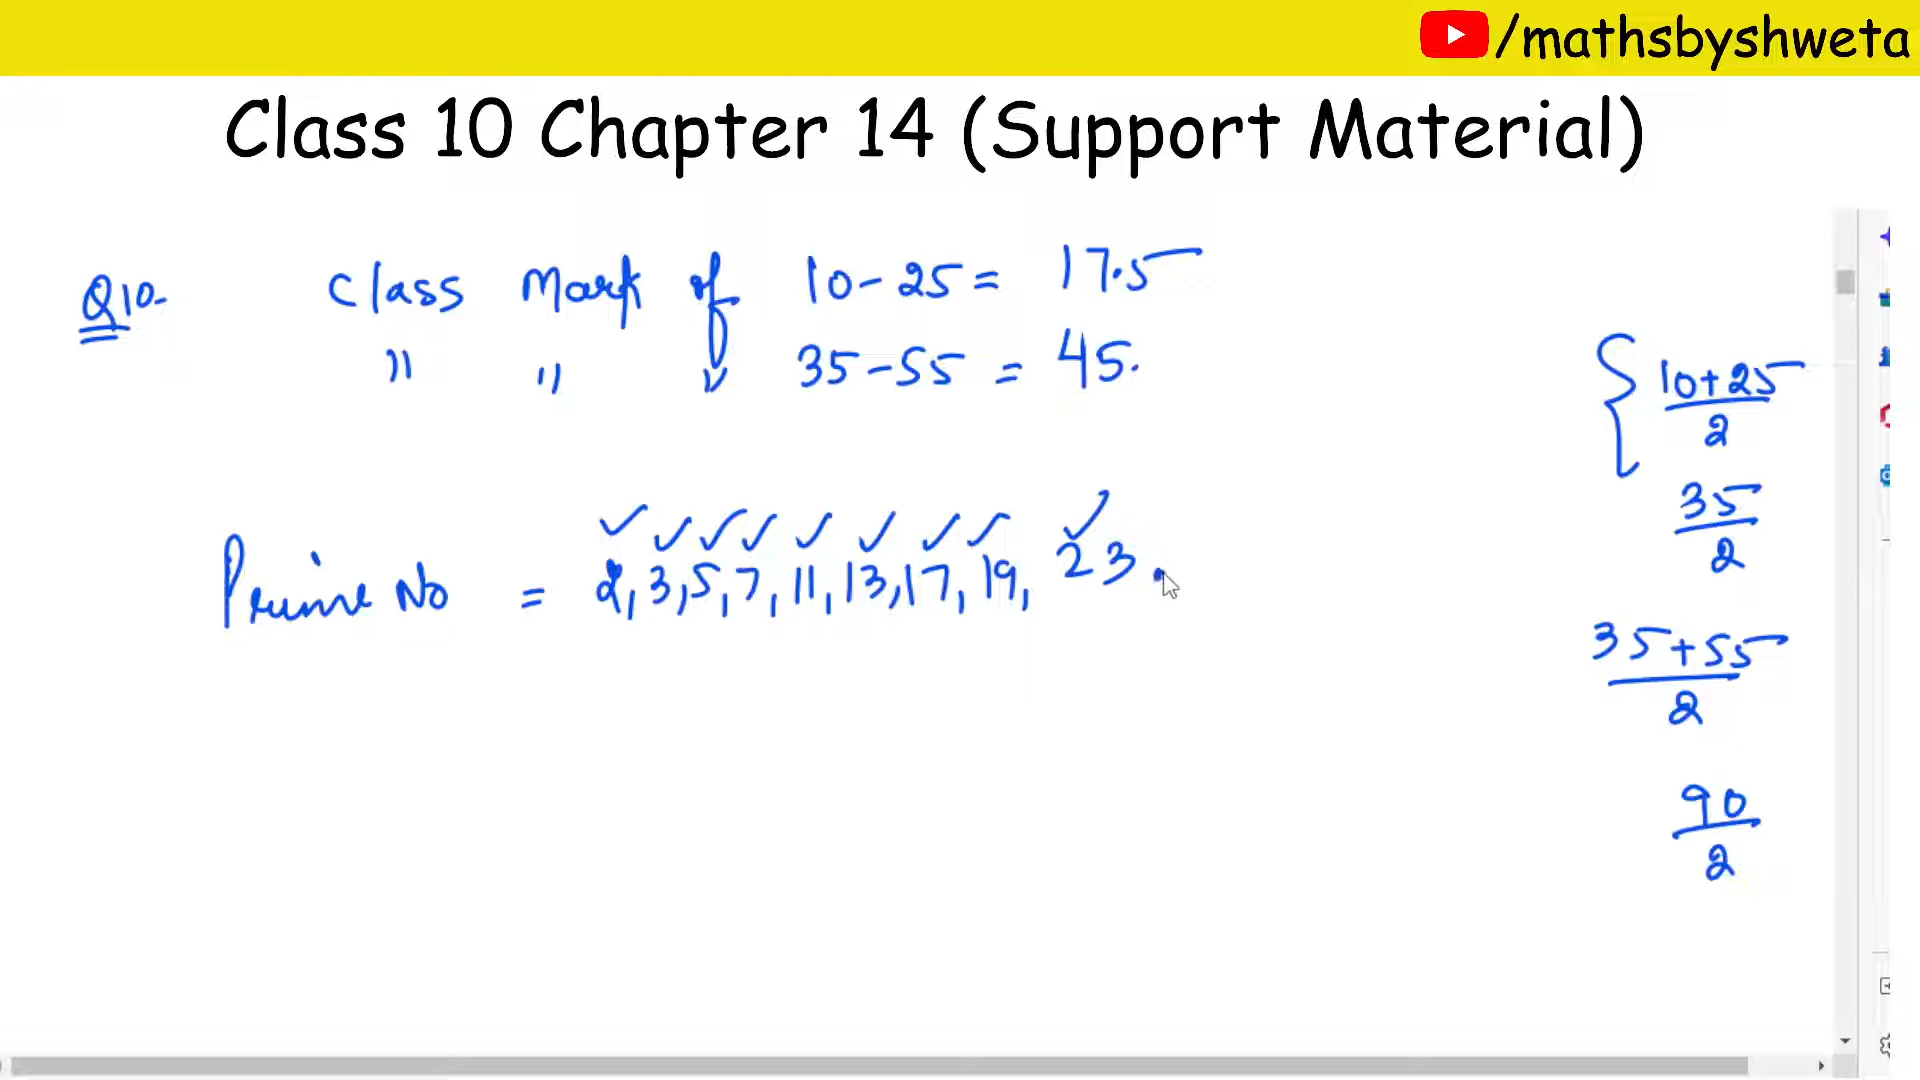 /mathsbyshweta
Class 10 Chapter 14 (Support Material)
Q10. Class Mark of 10-25 = 17.5
" " " 35-55 = 45.
10+25
2
35
2
Prime No = 2, 3, 5, 7, 11, 13, 17, 19, 23.
35+55
2
90
2